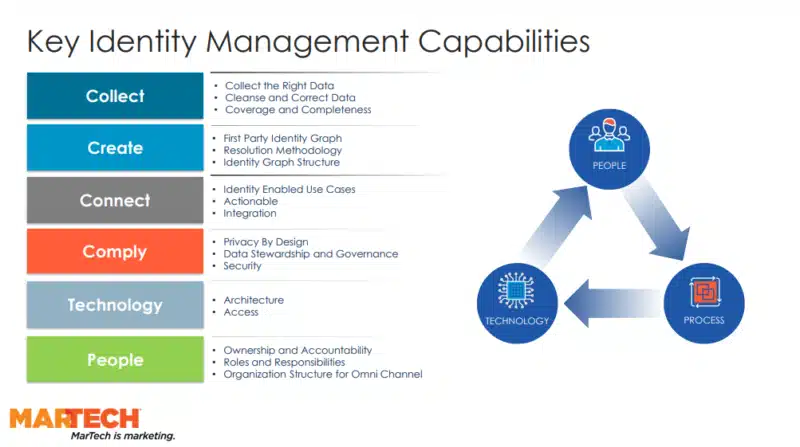 Key Identity Management Capabilities
Collect
• Collect the Right Data
• Cleanse and Correct Data
• Coverage and Completeness
Create
• First Party Identity Graph
• Resolution Methodology
• Identity Graph Structure
Connect
• Identity Enabled Use Cases
• Actionable
• Integration
Comply
• Privacy By Design
• Data Stewardship and Governance
• Security
Technology
• Architecture
• Access
People
• Ownership and Accountability
• Roles and Responsibilities
• Organization Structure for Omni Channel
PEOPLE
TECHNOLOGY
PROCESS
MARTECH
MarTech is marketing.